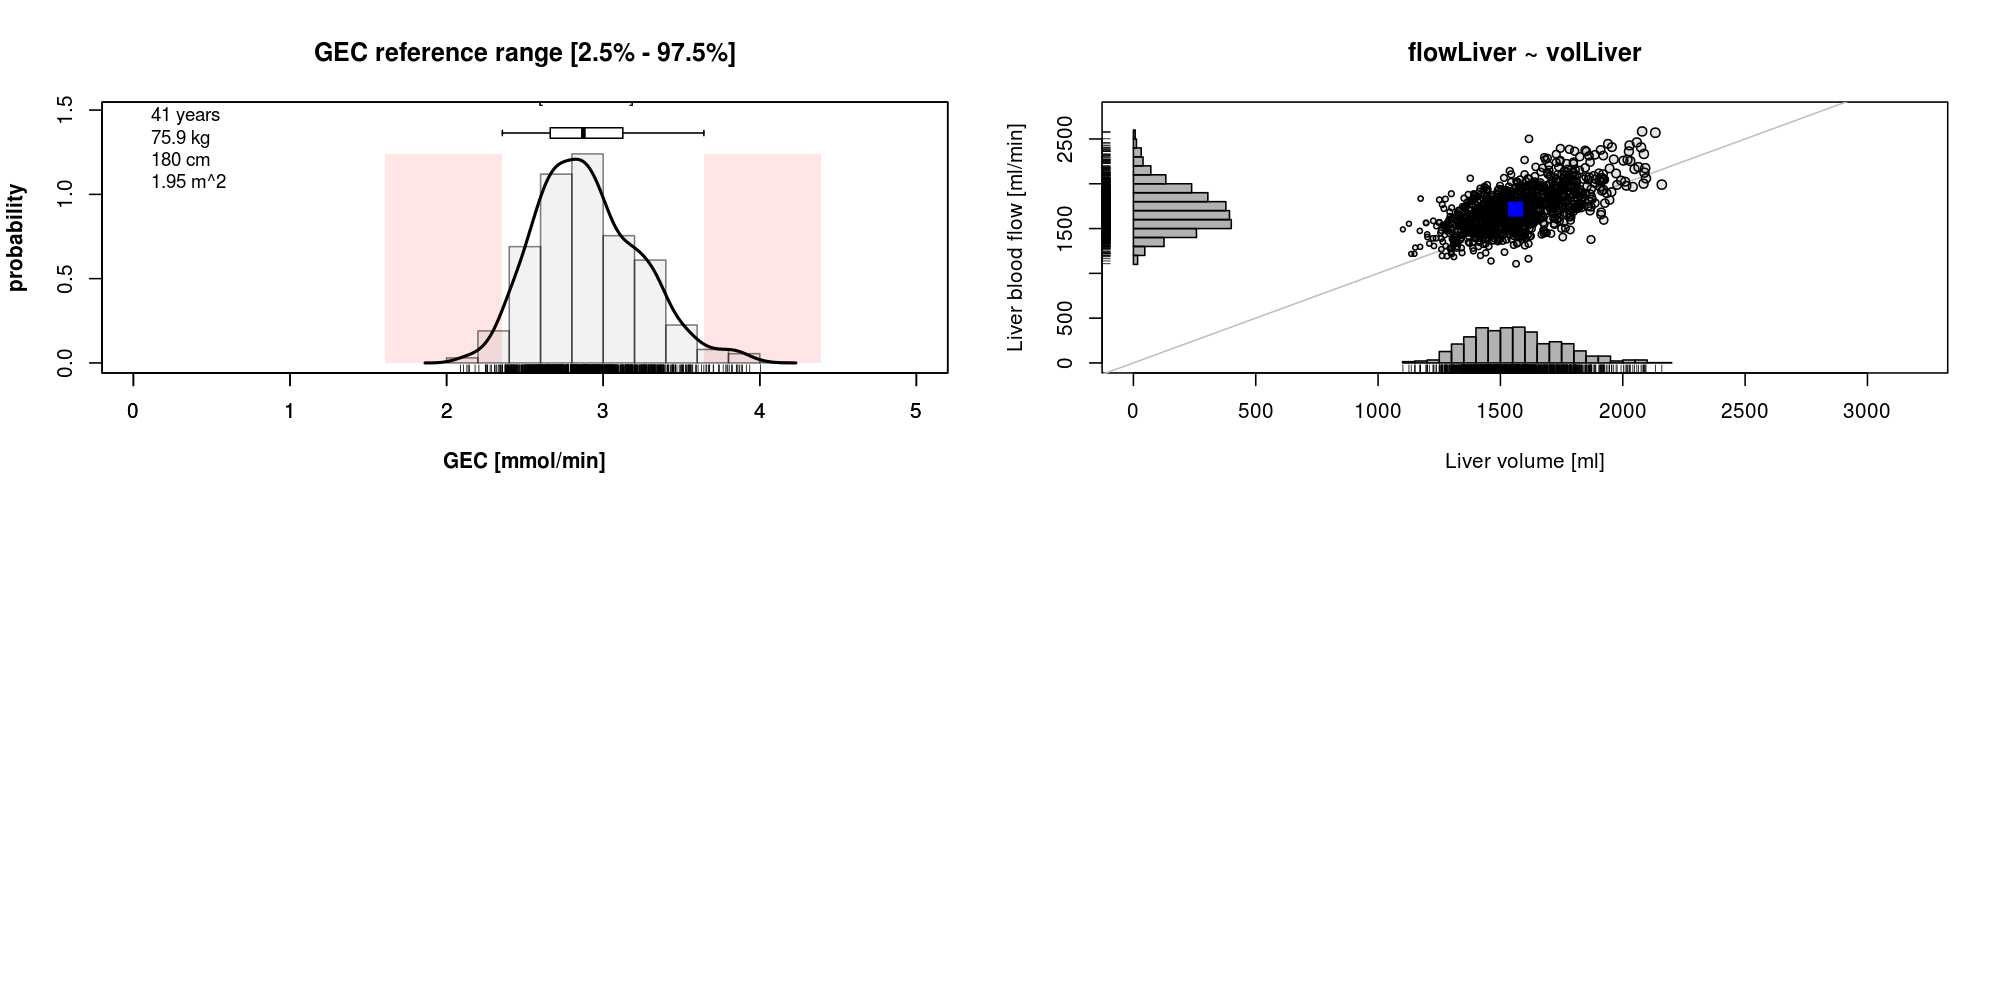 GEC reference range [2.5% - 97.5%]
41 years
75.9 kg
180 cm
1.95 m^2
probability
0.0
0.5
1.0
1.5
0
1
2
3
4
5
GEC [mmol/min]
flowLiver ~ volLiver
Liver blood flow [ml/min]
0
500
1500
2500
0
500
1000
1500
2000
2500
3000
Liver volume [ml]